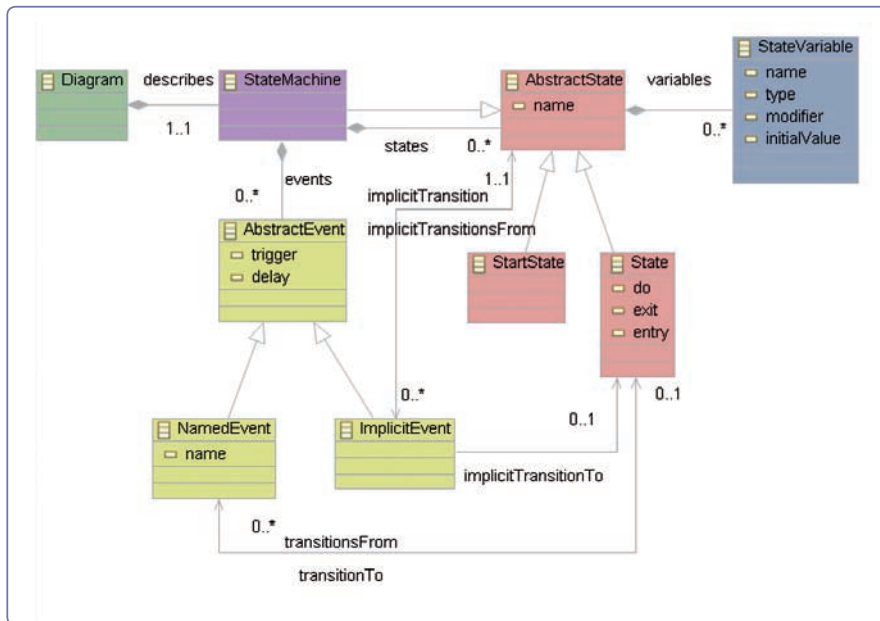 Diagram
describes
1..1
StateMachine
AbstractState
name
variables
0..*
StateVariable
name
type
modifier
initialValue
states
0..*
events
0..*
1..1
implicitTransition
implicitTransitionsFrom
AbstractEvent
trigger
delay
StartState
State
do
exit
entry
0..*
0..1
0..1
NamedEvent
name
ImplicitEvent
implicitTransitionTo
0..*
transitionsFrom
transitionTo